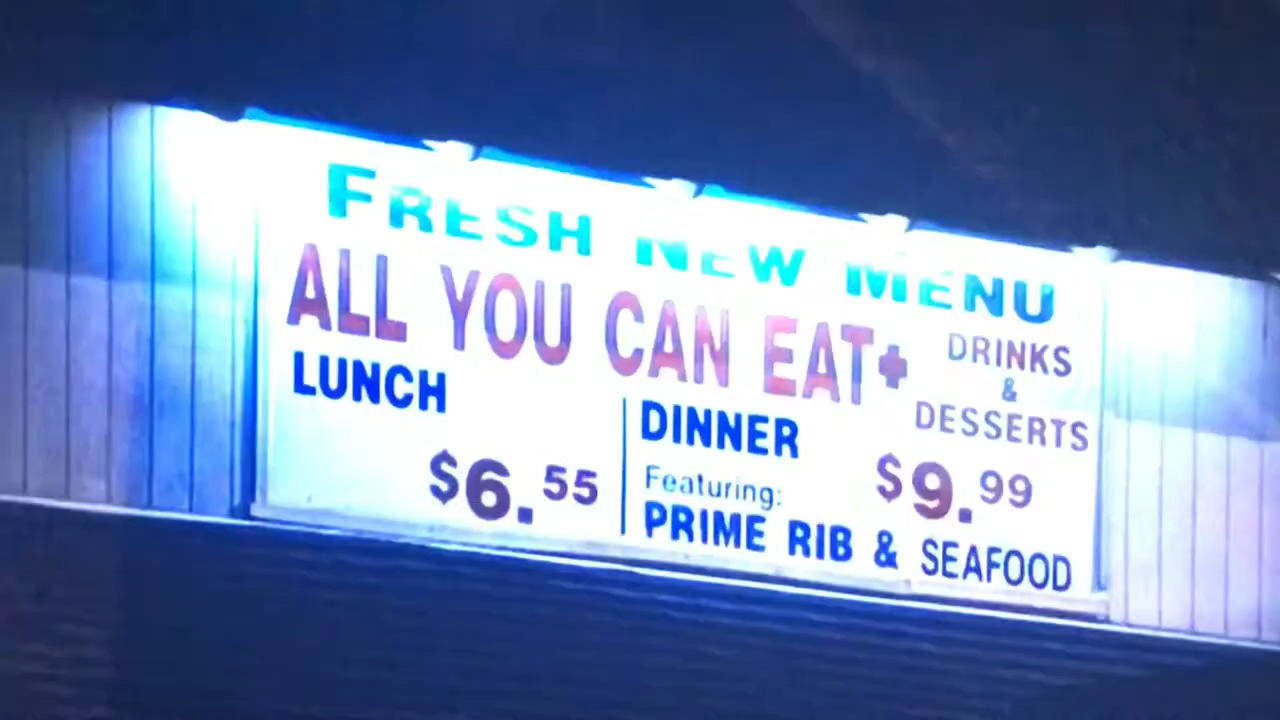 FRESH NEW MENU
ALL YOU CAN EAT+ DRINKS & DESSERTS
LUNCH
$6.55
DINNER $9.99
Featuring:
PRIME RIB & SEAFOOD